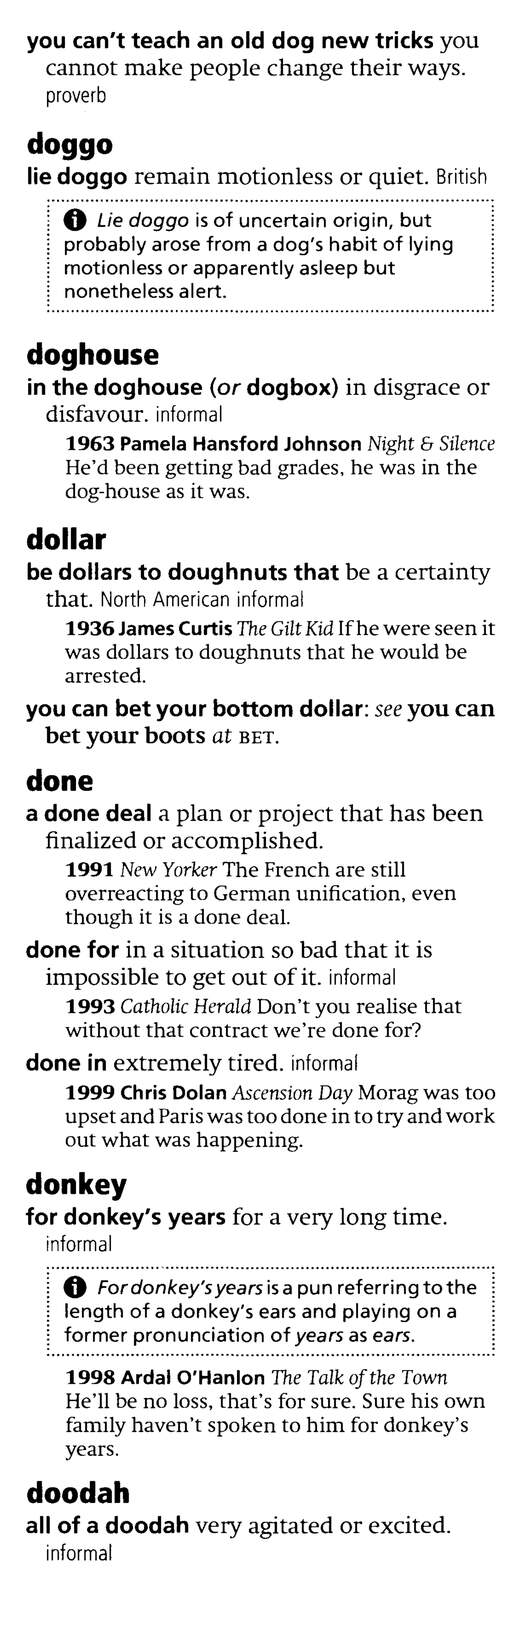 you can't teach an old dog new tricks you
cannot make people change their ways.
proverb
doggo
lie doggo remain motionless or quiet. British
Lie doggo is of uncertain origin, but
probably arose from a dog's habit of lying
motionless or apparently asleep but
nonetheless alert.
doghouse
in the doghouse (or dogbox) in disgrace or
disfavour. informal
1963 Pamela Hansford Johnson Night & Silence
He'd been getting bad grades, he was in the
dog-house as it was.
dollar
be dollars to doughnuts that be a certainty
that. North American informal
1936 James Curtis The Gilt Kid If he were seen it
was dollars to doughnuts that he would be
arrested.
you can bet your bottom dollar: see you can
bet your boots at BET.
done
a done deal a plan or project that has been
finalized or accomplished.
1991 New Yorker The French are still
overreacting to German unification, even
though it is a done deal.
done for in a situation so bad that it is
impossible to get out of it. informal
1993 Catholic Herald Don't you realise that
without that contract we're done for?
done in extremely tired. informal
1999 Chris Dolan Ascension Day Morag was too
upset and Paris was too done in to try and work
out what was happening.
donkey
for donkey's years for a very long time.
informal
For donkey's years is a pun referring to the
length of a donkey's ears and playing on a
former pronunciation of years as ears.
1998 Ardal O'Hanlon The Talk of the Town
He'll be no loss, that's for sure. Sure his own
family haven't spoken to him for donkey's
years.
doodah
all of a doodah very agitated or excited.
informal